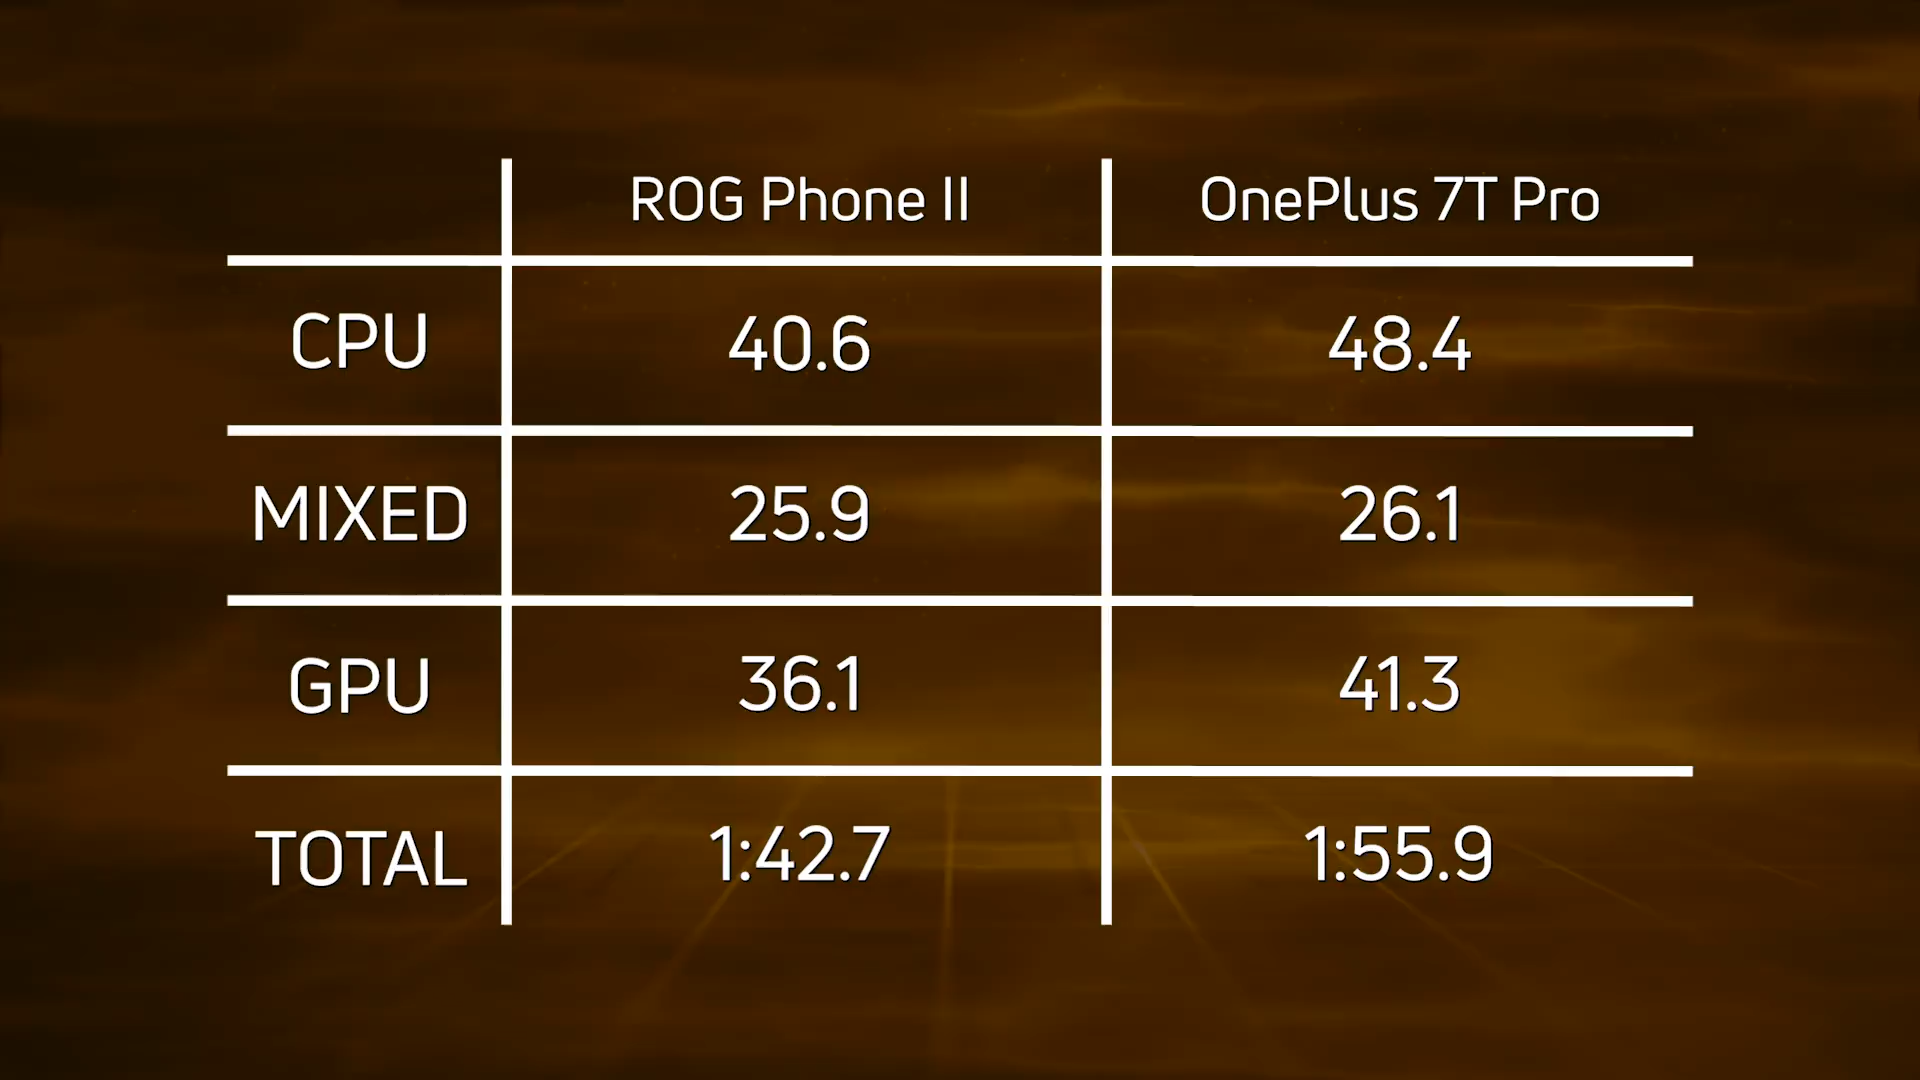 ROG Phone II OnePlus 7T Pro
CPU 40.6 48.4
MIXED 25.9 26.1
GPU 36.1 41.3
TOTAL 1:42.7 1:55.9